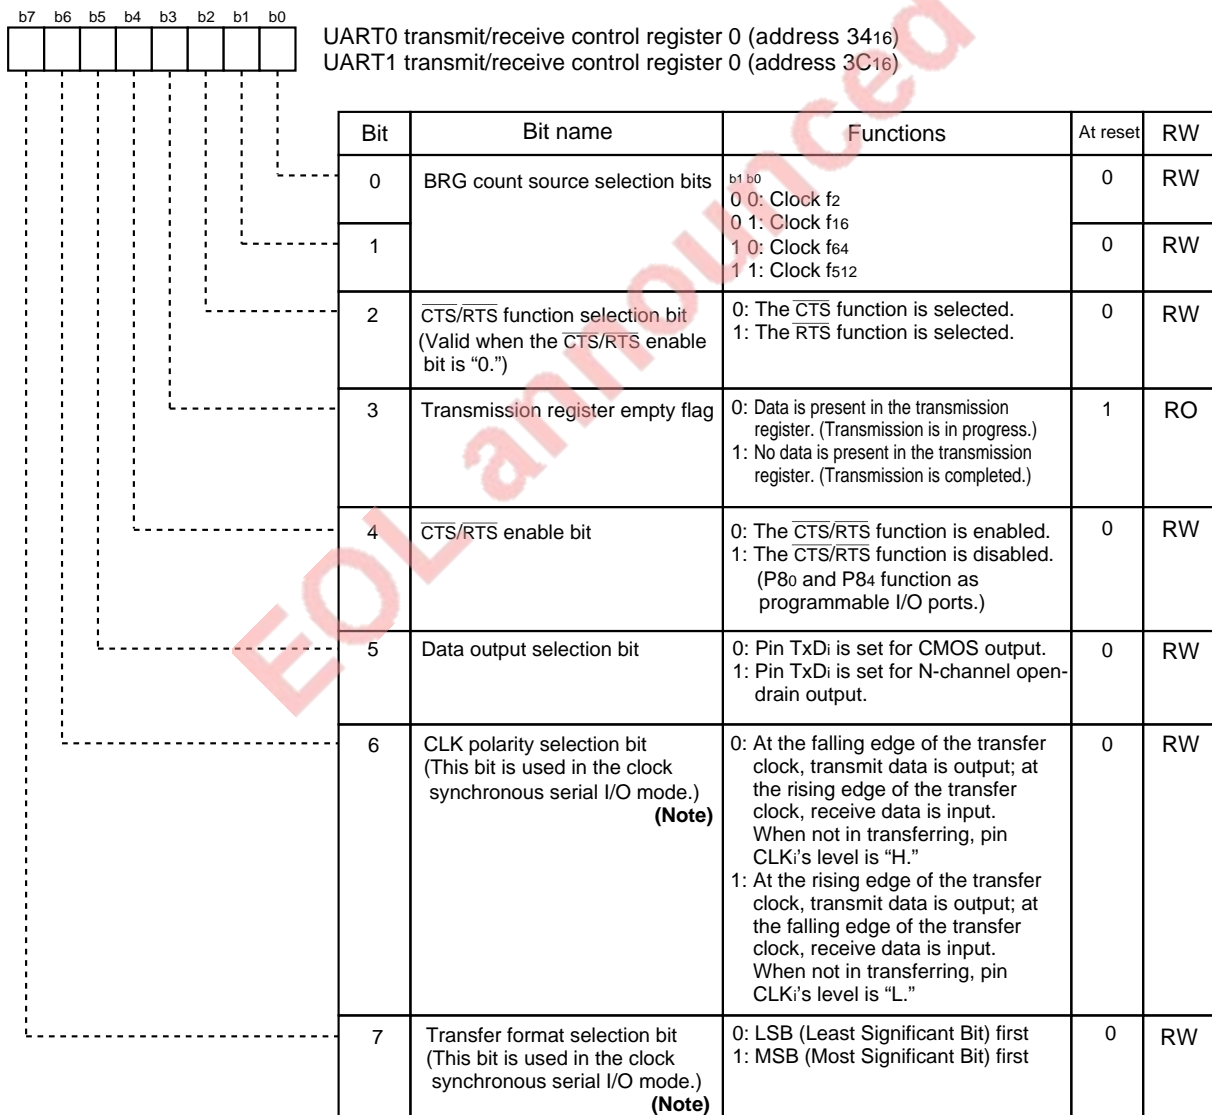 b7 b6 b5 b4 b3 b2 b1 b0
UART0 transmit/receive control register 0 (address 3416)
UART1 transmit/receive control register 0 (address 3C16)
Bit Bit name Functions At reset RW
0 BRG count source selection bits b1 b0 0 RW
0 0: Clock f2
0 1: Clock f16
1 1 0: Clock f64 0 RW
1 1: Clock f512
2 CTS/RTS function selection bit 0: The CTS function is selected. 0 RW
(Valid when the CTS/RTS enable 1: The RTS function is selected.
bit is “0.”)
3 Transmission register empty flag 0: Data is present in the transmission 1 RO
register. (Transmission is in progress.)
1: No data is present in the transmission
register. (Transmission is completed.)
4 CTS/RTS enable bit 0: The CTS/RTS function is enabled. 0 RW
1: The CTS/RTS function is disabled.
(P80 and P84 function as
programmable I/O ports.)
5 Data output selection bit 0: Pin TxDi is set for CMOS output. 0 RW
1: Pin TxDi is set for N-channel open-
drain output.
6 CLK polarity selection bit 0: At the falling edge of the transfer 0 RW
(This bit is used in the clock clock, transmit data is output; at
synchronous serial I/O mode.) the rising edge of the transfer
(Note) clock, receive data is input.
When not in transferring, pin
CLKi’s level is “H.”
1: At the rising edge of the transfer
clock, transmit data is output; at
the falling edge of the transfer
clock, receive data is input.
When not in transferring, pin
CLKi’s level is “L.”
7 Transfer format selection bit 0: LSB (Least Significant Bit) first 0 RW
(This bit is used in the clock 1: MSB (Most Significant Bit) first
synchronous serial I/O mode.)
(Note)
EOL announced